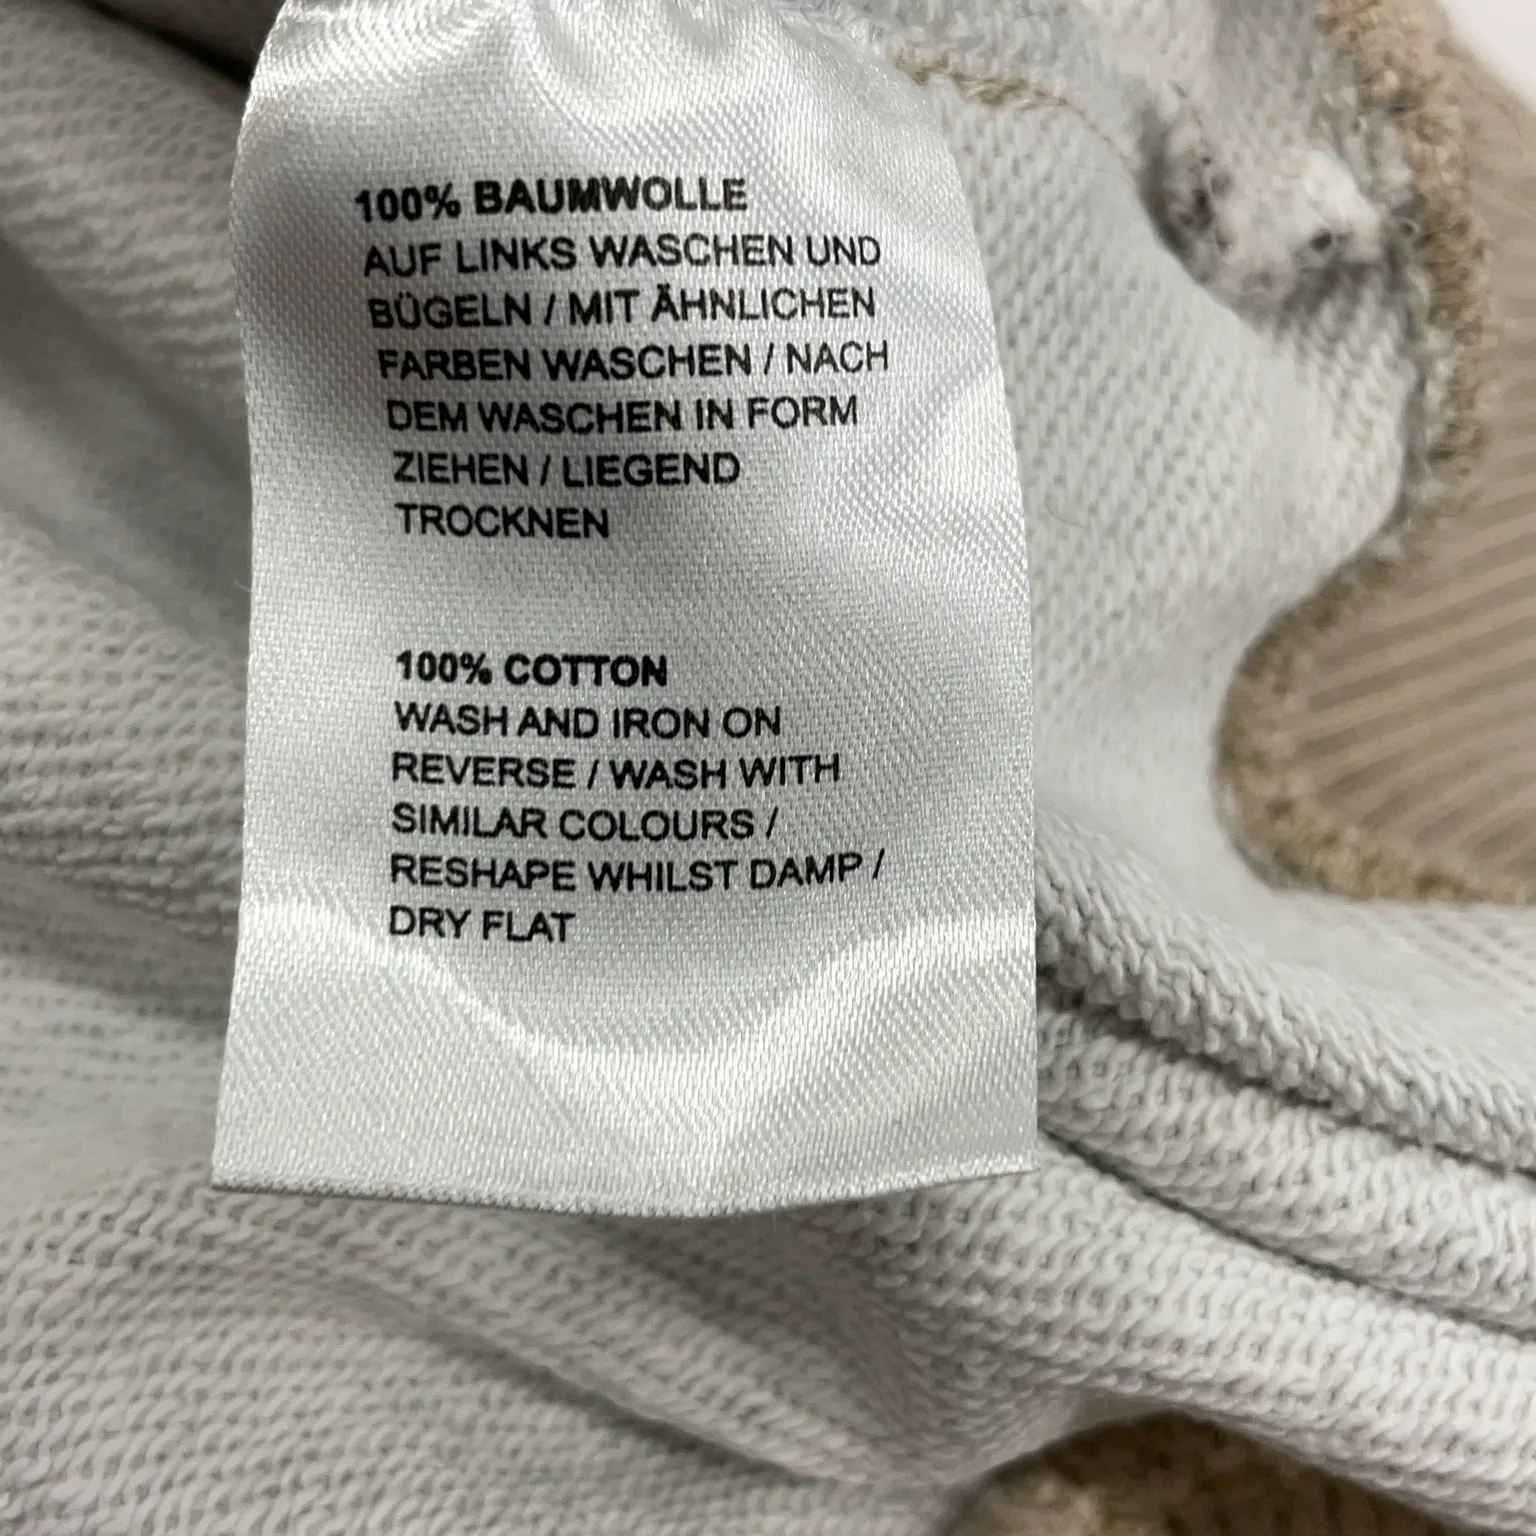 100% BAUMWOLLE
AUF LINKS WASCHEN UND
BÜGELN / MIT ÄHNLICHEN
FARBEN WASCHEN / NACH
DEM WASCHEN IN FORM
ZIEHEN / LIEGEND
TROCKNEN
100% COTTON
WASH AND IRON ON
REVERSE / WASH WITH
SIMILAR COLOURS /
RESHAPE WHILST DAMP /
DRY FLAT